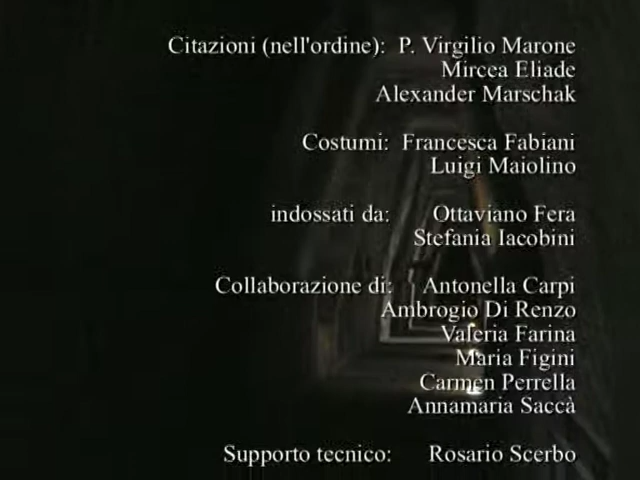 Citazioni (nell'ordine): P. Virgilio Marone
Mircea Eliade
Alexander Marschak
Costumi: Francesca Fabiani
Luigi Maiolino
indossati da: Ottaviano Fera
Stefania Iacobini
Collaborazione di: Antonella Carpi
Ambrogio Di Renzo
Valeria Farina
Maria Figini
Carmen Perrella
Annamaria Saccà
Supporto tecnico: Rosario Scerbo